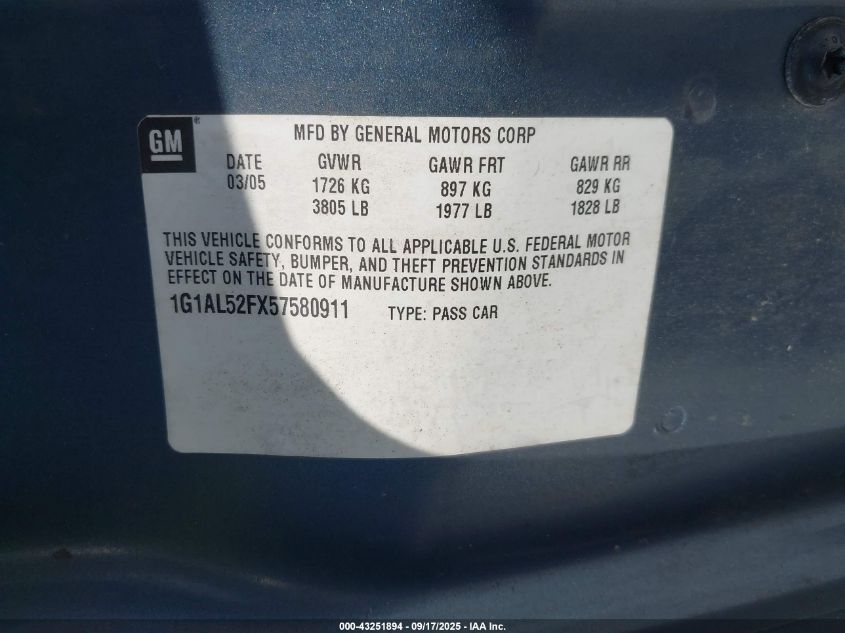 GM
MFD BY GENERAL MOTORS CORP
DATE GVWR GAWR FRT GAWR RR
03/05 1726 KG 897 KG 829 KG
3805 LB 1977 LB 1828 LB
THIS VEHICLE CONFORMS TO ALL APPLICABLE U.S. FEDERAL MOTOR
VEHICLE SAFETY, BUMPER, AND THEFT PREVENTION STANDARDS IN
EFFECT ON THE DATE OF MANUFACTURE SHOWN ABOVE.
1G1AL52FX57580911 TYPE: PASS CAR
000-43251894 - 09/17/2025 - IAA Inc.